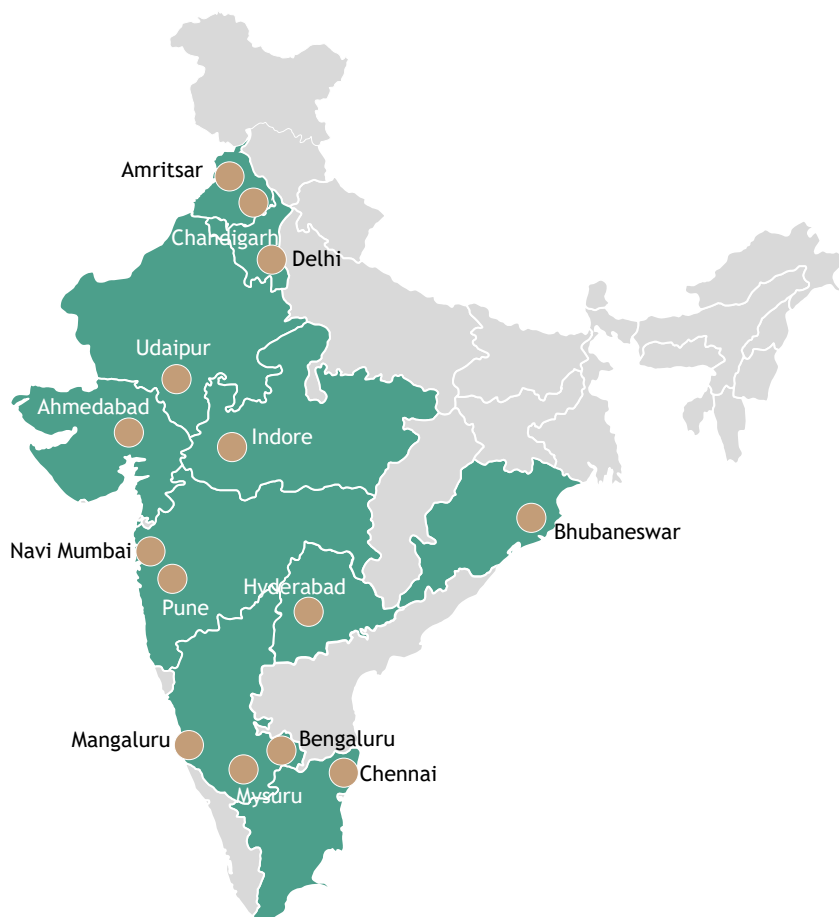 Amritsar
Chandigarh
Delhi
Udaipur
Ahmedabad
Indore
Bhubaneswar
Navi Mumbai
Hyderabad
Pune
Mangaluru
Bengaluru
Chennai
Mysuru